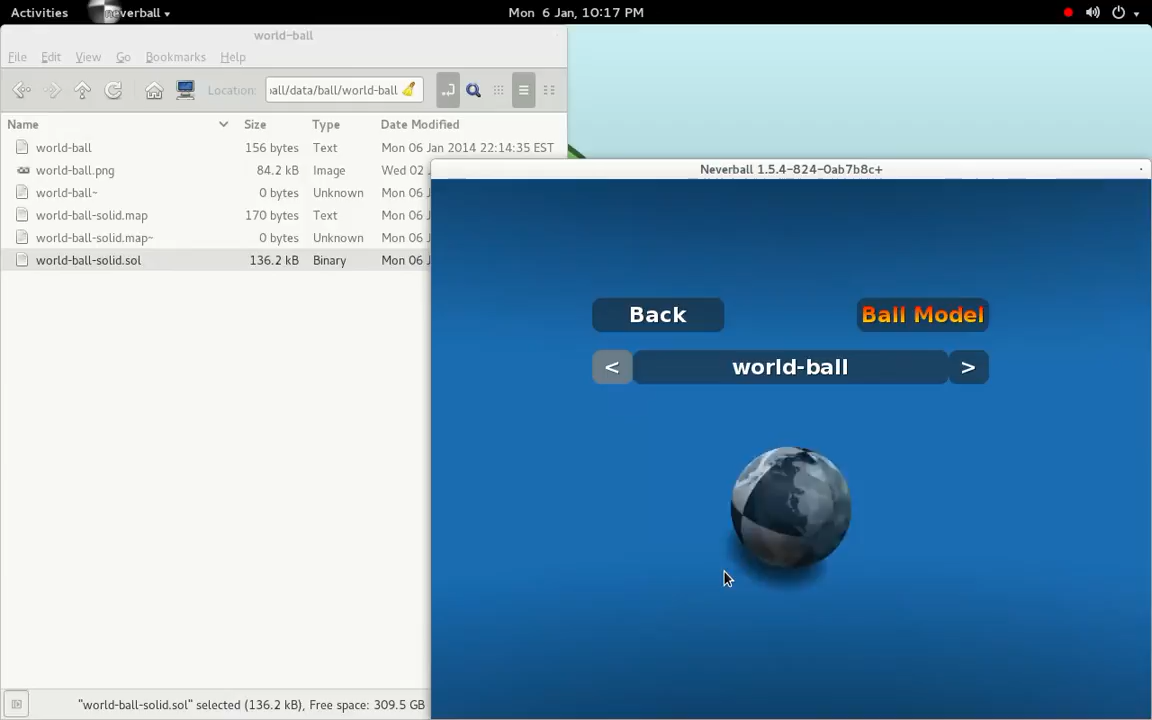 Activities neverball Mon 6 Jan, 10:17 PM
world-ball
File Edit View Go Bookmarks Help
Location: all/data/ball/world-ball
Name Size Type Date Modified
world-ball 156 bytes Text Mon 06 Jan 2014 22:14:35 EST
world-ball.png 84.2 kB Image Wed 02
world-ball~ 0 bytes Unknown Mon 06 J
world-ball-solid.map 170 bytes Text Mon 06 J
world-ball-solid.map~ 0 bytes Unknown Mon 06 J
world-ball-solid.sol 136.2 kB Binary Mon 06 J
Neverball 1.5.4-824-0ab7b8c+
Back Ball Model
< world-ball >
"world-ball-solid.sol" selected (136.2 kB), Free space: 309.5 GB